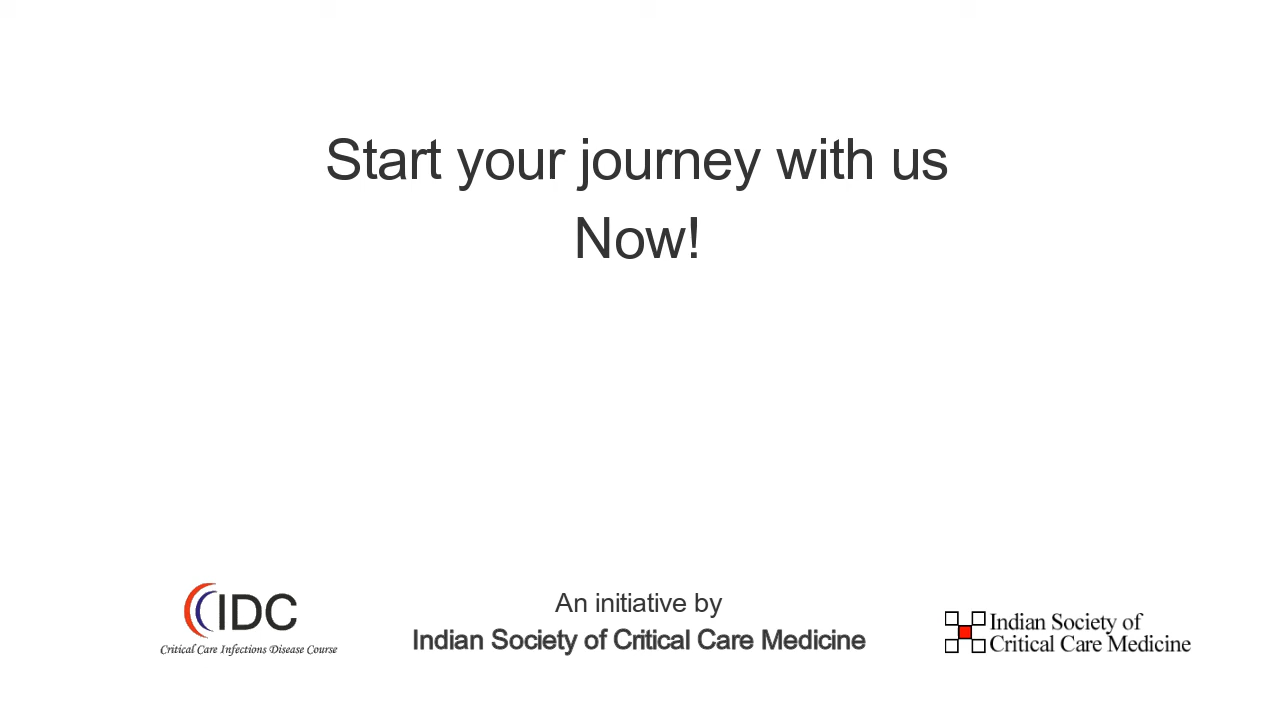 Start your journey with us
Now!
CCIDC
Critical Care Infections Disease Course
An initiative by
Indian Society of Critical Care Medicine
Indian Society of
Critical Care Medicine